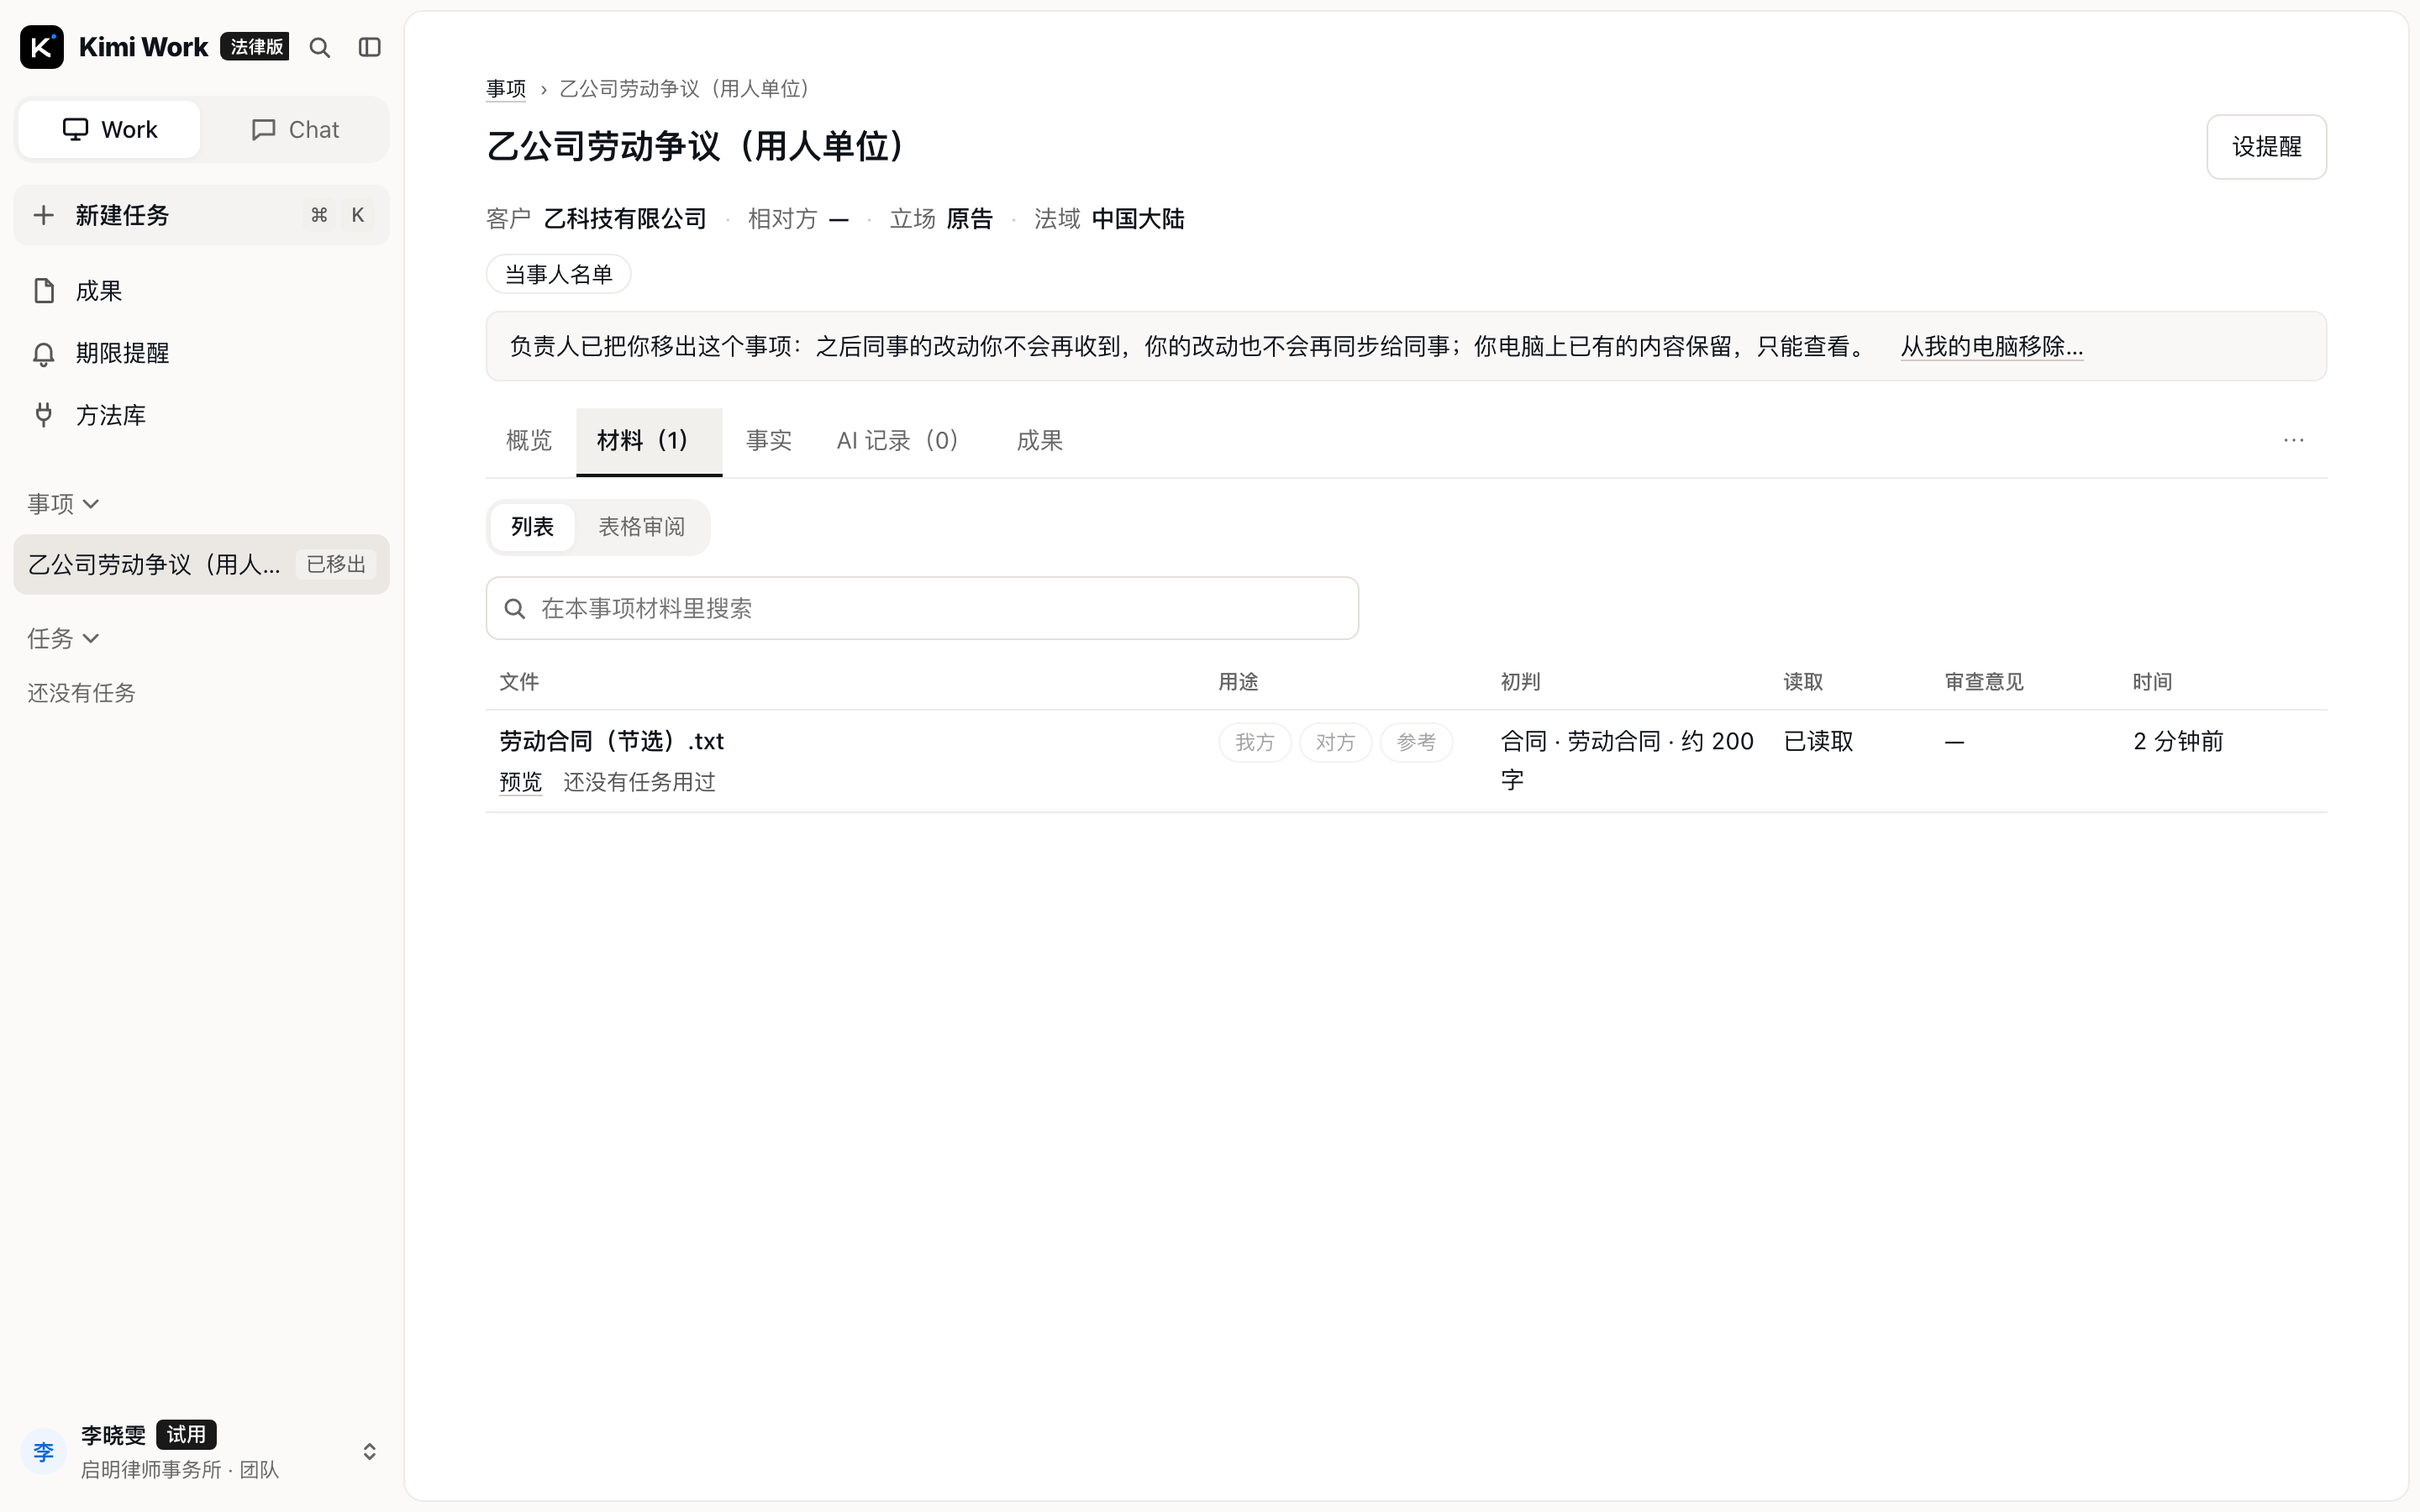 Kimi Work 法律版
Work Chat
新建任务 ⌘ K
成果
期限提醒
方法库
事项
乙公司劳动争议（用人... 已移出
任务
还没有任务
李 李晓雯 试用
启明律师事务所 · 团队
事项 › 乙公司劳动争议（用人单位）
乙公司劳动争议（用人单位）
设提醒
客户 乙科技有限公司 · 相对方 — · 立场 原告 · 法域 中国大陆
当事人名单
负责人已把你移出这个事项：之后同事的改动你不会再收到，你的改动也不会再同步给同事；你电脑上已有的内容保留，只能查看。 从我的电脑移除...
概览 材料（1） 事实 AI 记录（0） 成果 ...
列表 表格审阅
在本事项材料里搜索
文件 用途 初判 读取 审查意见 时间
劳动合同（节选）.txt 我方 对方 参考 合同 · 劳动合同 · 约 200 已读取 — 2 分钟前
预览 还没有任务用过 字